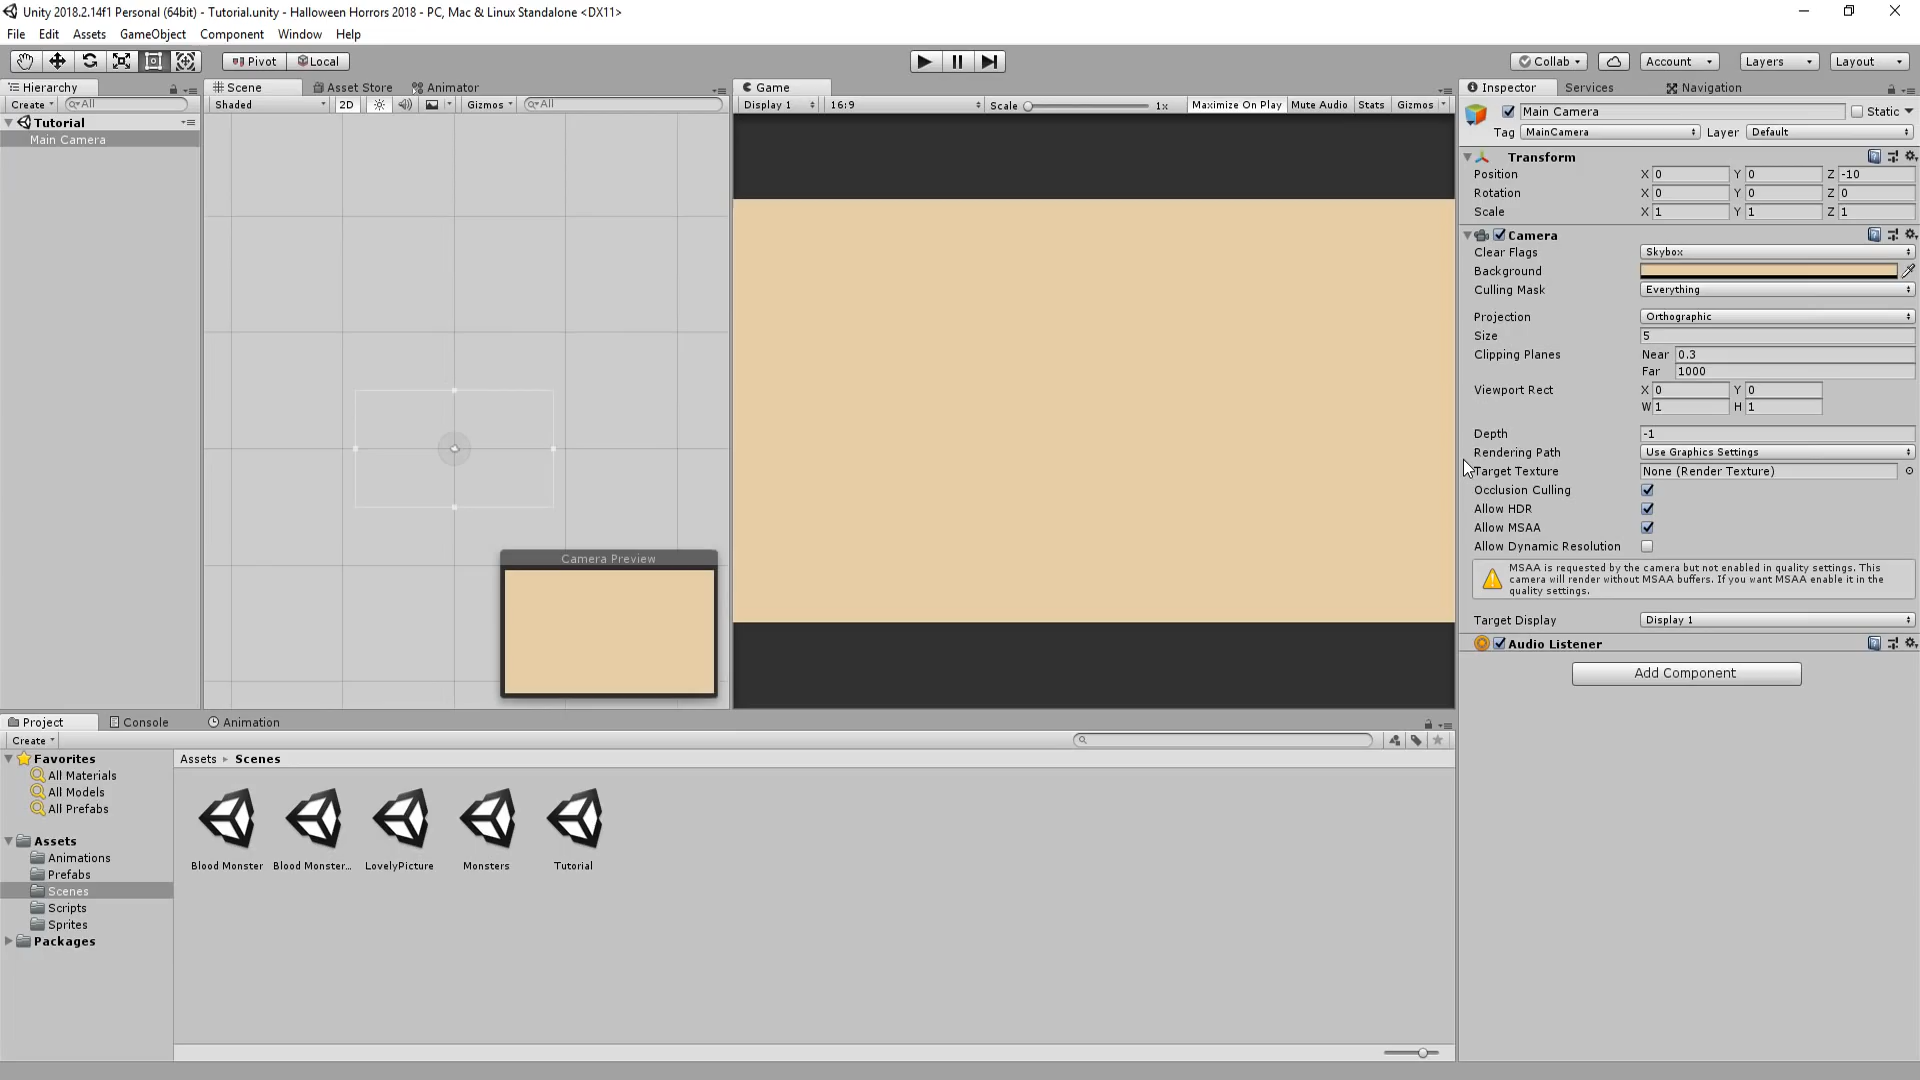 Unity 2018.2.14f1 Personal (64bit) - Tutorial.unity - Halloween Horrors 2018 - PC, Mac & Linux Standalone <DX11>
File Edit Assets GameObject Component Window Help
Pivot Local Collab Account Layers Layout
Hierarchy Scene Asset Store Animator Game Inspector Services Navigation
Create All Shaded 2D Gizmos All Display 1 16:9 Scale 1x Maximize On Play Mute Audio Stats Gizmos
Main Camera Static
Tutorial
Main Camera
Tag MainCamera Layer Default
Transform
Position X 0 Y 0 Z -10
Rotation X 0 Y 0 Z 0
Scale X 1 Y 1 Z 1
Camera
Clear Flags Skybox
Background
Culling Mask Everything
Projection Orthographic
Size 5
Clipping Planes Near 0.3
Far 1000
Viewport Rect X 0 Y 0
W 1 H 1
Depth -1
Rendering Path Use Graphics Settings
Target Texture None (Render Texture)
Occlusion Culling
Allow HDR
Allow MSAA
Allow Dynamic Resolution
MSAA is requested by the camera but not enabled in quality settings. This
camera will render without MSAA buffers. If you want MSAA enable it in the
quality settings.
Target Display Display 1
Audio Listener
Add Component
Camera Preview
Project Console Animation
Create
Favorites
All Materials
All Models
All Prefabs
Assets
Animations
Prefabs
Scenes
Scripts
Sprites
Packages
Assets Scenes
Blood Monster Blood Monster... LovelyPicture Monsters Tutorial